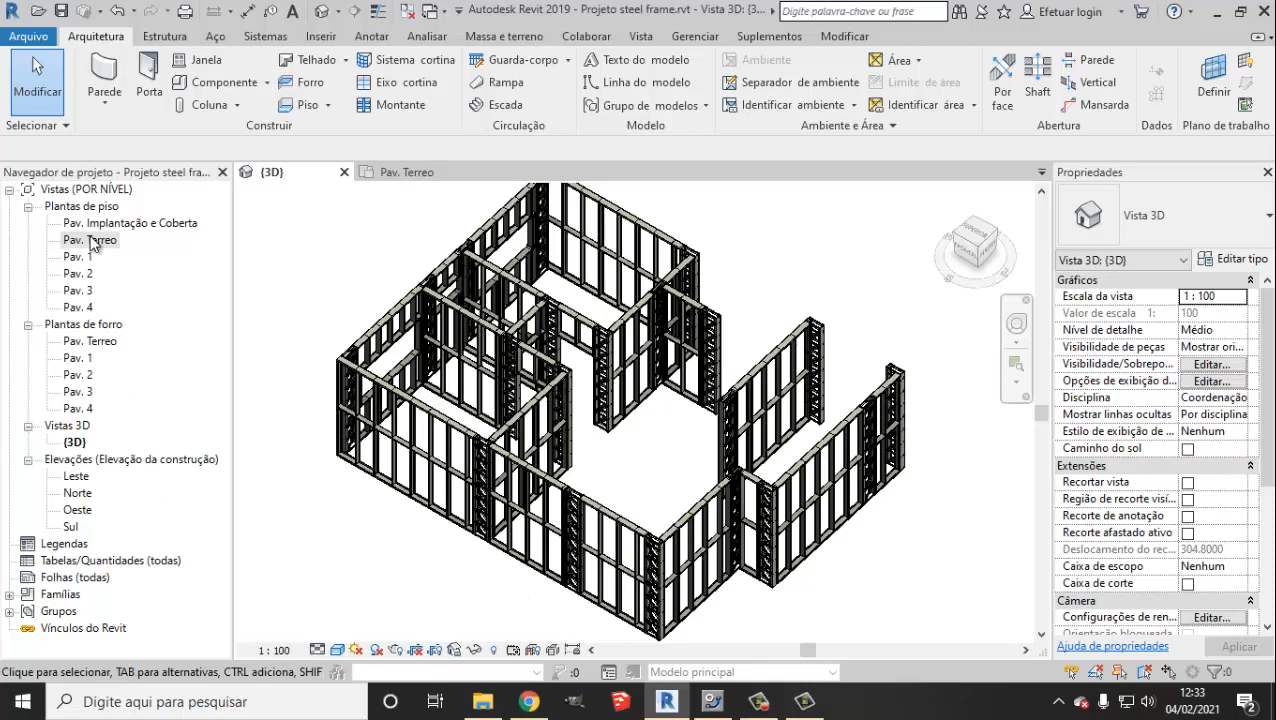 Autodesk Revit 2019 - Projeto steel frame.rvt - Vista 3D: {3...
Digite palavra-chave ou frase
Efetuar login
Arquivo Arquitetura Estrutura Aço Sistemas Inserir Anotar Analisar Massa e terreno Colaborar Vista Gerenciar Suplementos Modificar
Modificar
Selecionar
Parede
Porta
Janela
Componente
Coluna
Telhado
Forro
Piso
Sistema cortina
Eixo cortina
Montante
Construir
Guarda-corpo
Rampa
Escada
Circulação
Texto do modelo
Linha do modelo
Grupo de modelos
Modelo
Ambiente
Separador de ambiente
Identificar ambiente
Área
Limite de área
Identificar área
Ambiente e Área
Por face
Shaft
Parede
Vertical
Mansarda
Abertura
Dados
Definir
Plano de trabalho
Navegador de projeto - Projeto steel fra...
Vistas (POR NÍVEL)
Plantas de piso
Pav. Implantação e Coberta
Pav. Terreo
Pav. 1
Pav. 2
Pav. 3
Pav. 4
Plantas de forro
Pav. Terreo
Pav. 1
Pav. 2
Pav. 3
Pav. 4
Vistas 3D
{3D}
Elevações (Elevação da construção)
Leste
Norte
Oeste
Sul
Legendas
Tabelas/Quantidades (todas)
Folhas (todas)
Famílias
Grupos
Vínculos do Revit
{3D}
Pav. Terreo
1 : 100
Propriedades
Vista 3D
Vista 3D: {3D}
Editar tipo
Gráficos
Escala da vista 1 : 100
Valor de escala 1: 100
Nível de detalhe Médio
Visibilidade de peças Mostrar ori...
Visibilidade/Sobrepo... Editar...
Opções de exibição d... Editar...
Disciplina Coordenação
Mostrar linhas ocultas Por disciplina
Estilo de exibição de ... Nenhum
Caminho do sol
Extensões
Recortar vista
Região de recorte visí...
Recorte de anotação
Recorte afastado ativo
Deslocamento do rec... 304.8000
Caixa de escopo Nenhum
Caixa de corte
Câmera
Configurações de ren... Editar...
Orientação bloqueada
Ajuda de propriedades
Aplicar
Clique para selecionar, TAB para alternativas, CTRL adiciona, SHIF
:0
Modelo principal
:0
Digite aqui para pesquisar
12:33
04/02/2021
2